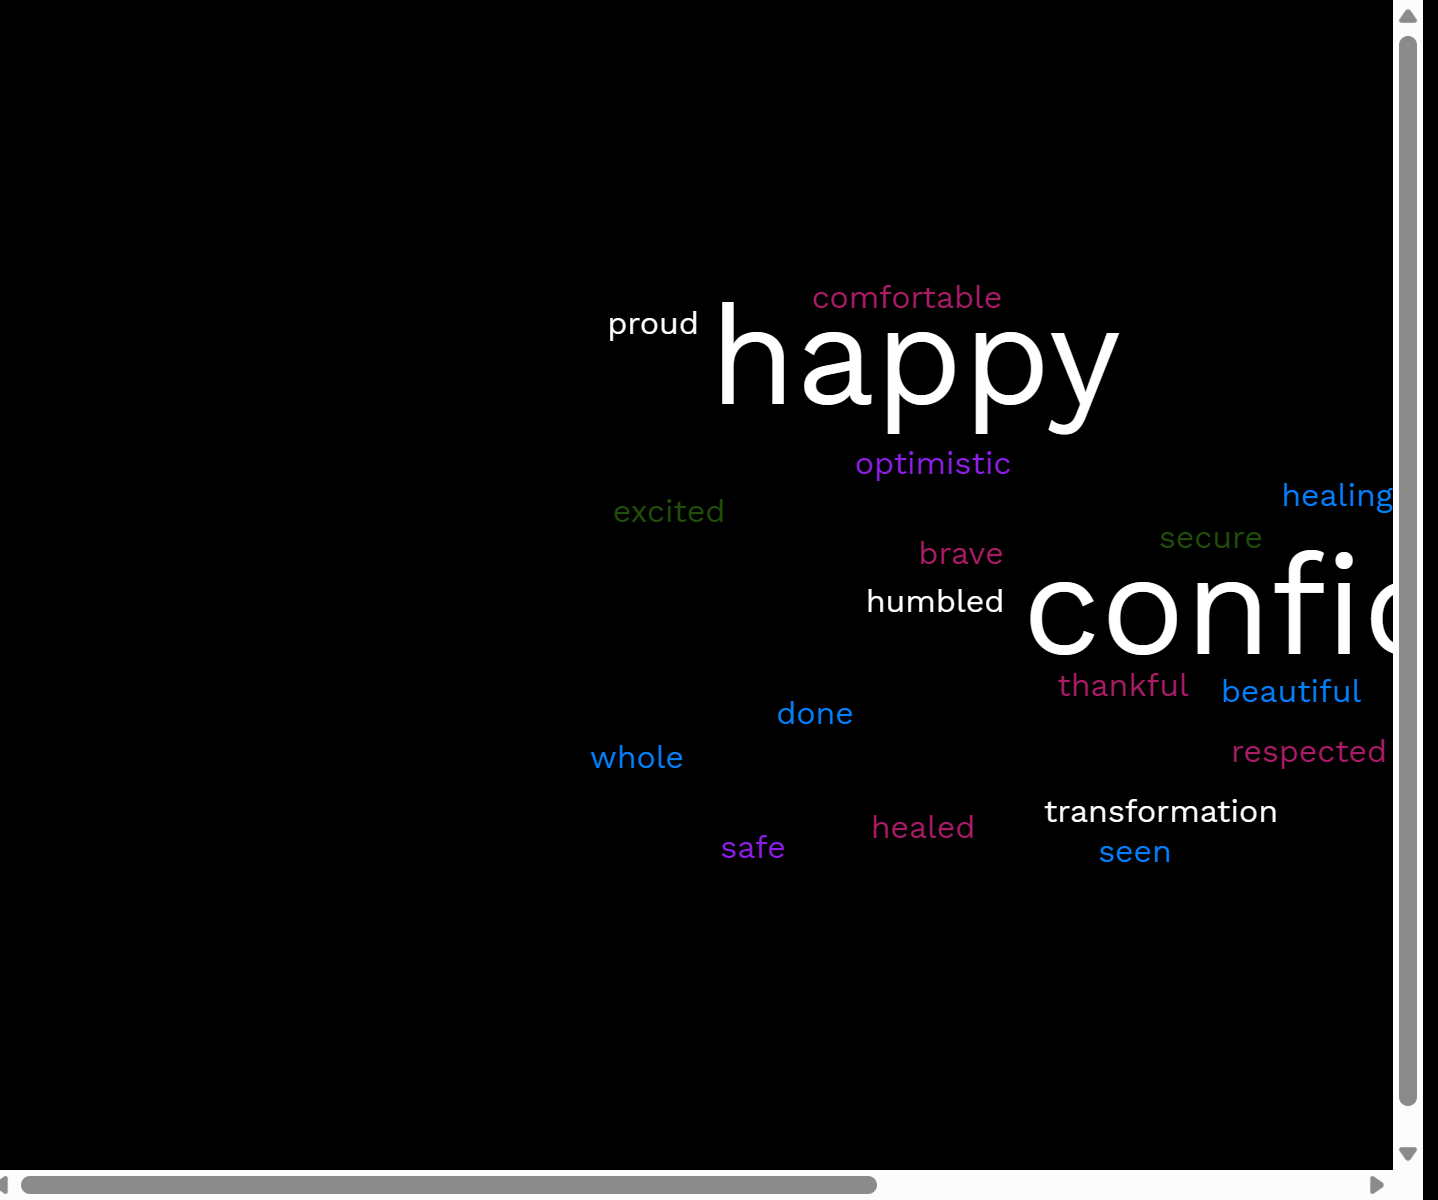 comfortable
proud
happy
optimistic
healing
excited
secure
brave
humbled
confi
thankful
beautiful
done
respected
whole
transformation
healed
safe
seen